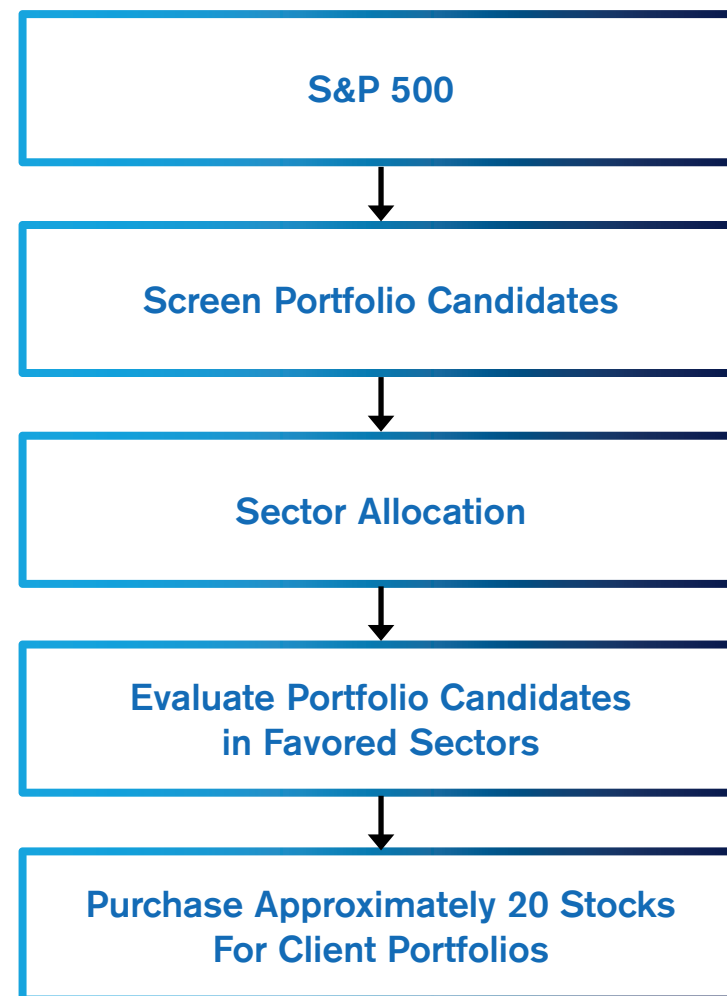 S&P 500
Screen Portfolio Candidates
Sector Allocation
Evaluate Portfolio Candidates
in Favored Sectors
Purchase Approximately 20 Stocks
For Client Portfolios